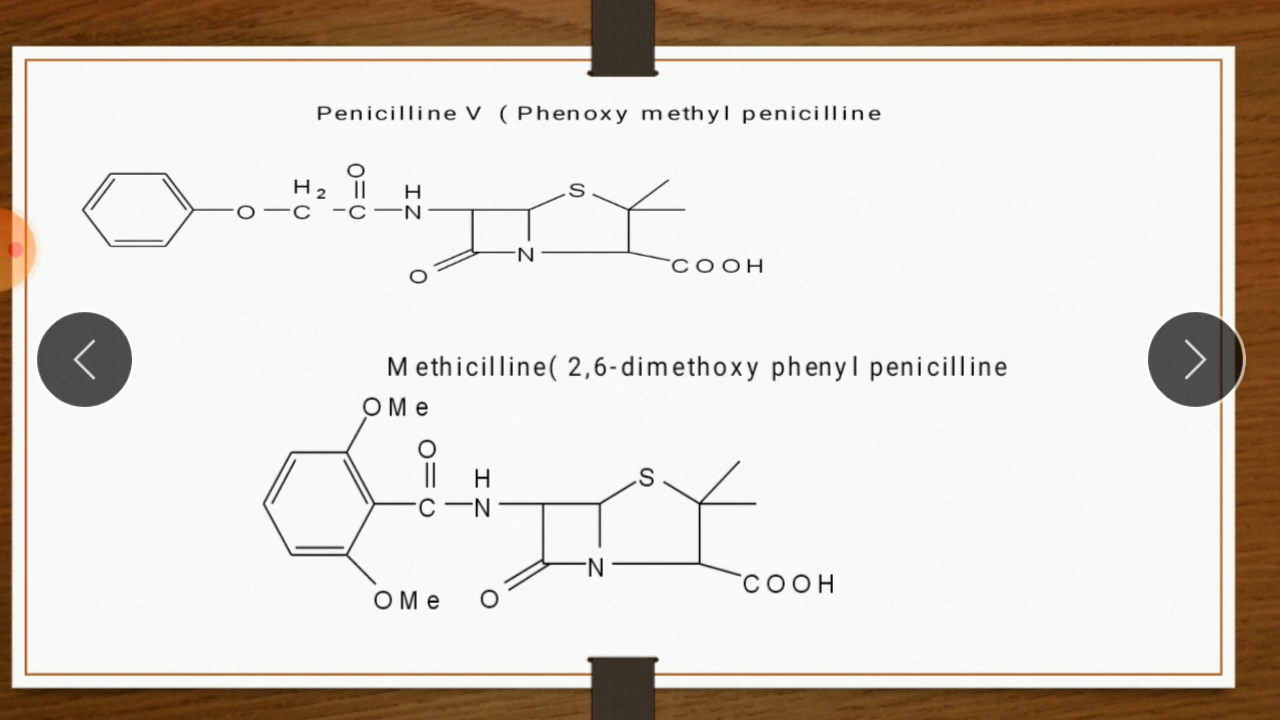 Penicilline V ( Phenoxy methyl penicilline
O
H2 H
O C C N S
N
O COOH
Methicilline( 2,6-dimethoxy phenyl penicilline
OMe
O
H S
C N
N
COOH
OMe O